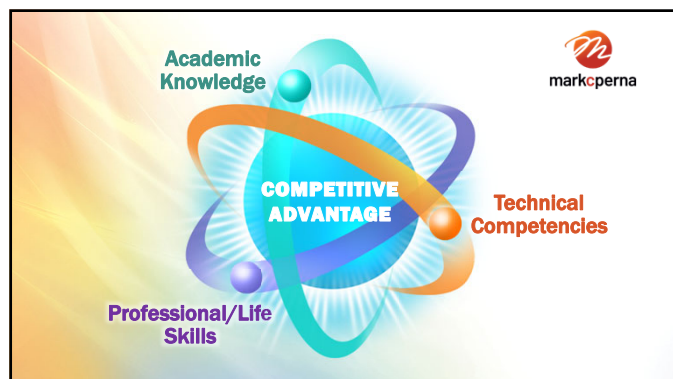 Academic
Knowledge
markcperna
COMPETITIVE
ADVANTAGE
Technical
Competencies
Professional/Life
Skills